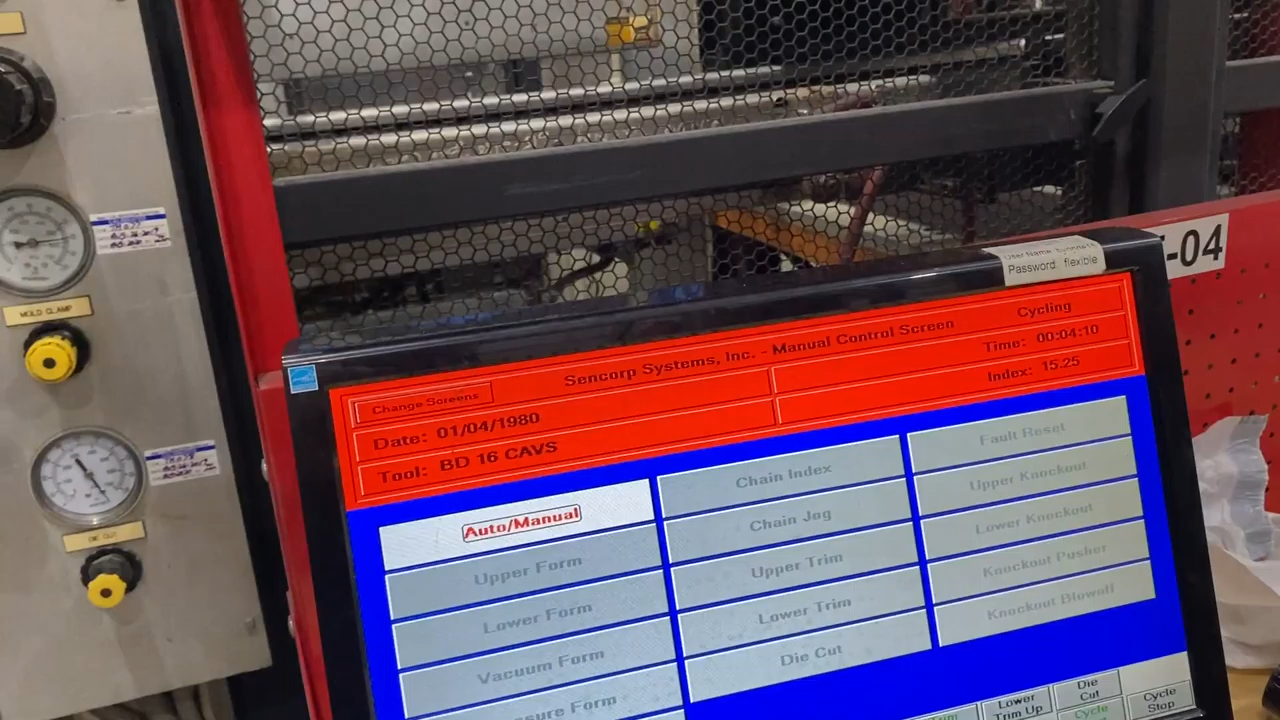 MOLD CLAMP
DIE CUT
-04
Password: flexible
Sencorp Systems, Inc. - Manual Control Screen
Cycling
Change Screens
Time: 00:04:10
Date: 01/04/1980
Index: 15.25
Tool: BD 16 CAVS
Auto/Manual
Chain Index
Fault Reset
Upper Form
Chain Jog
Upper Knockout
Lower Form
Upper Trim
Lower Knockout
Vacuum Form
Lower Trim
Knockout Pusher
Die Cut
Knockout Blowoff
Trim
Lower
Trim Up
Die
Cut
Cycle
Cycle
Stop